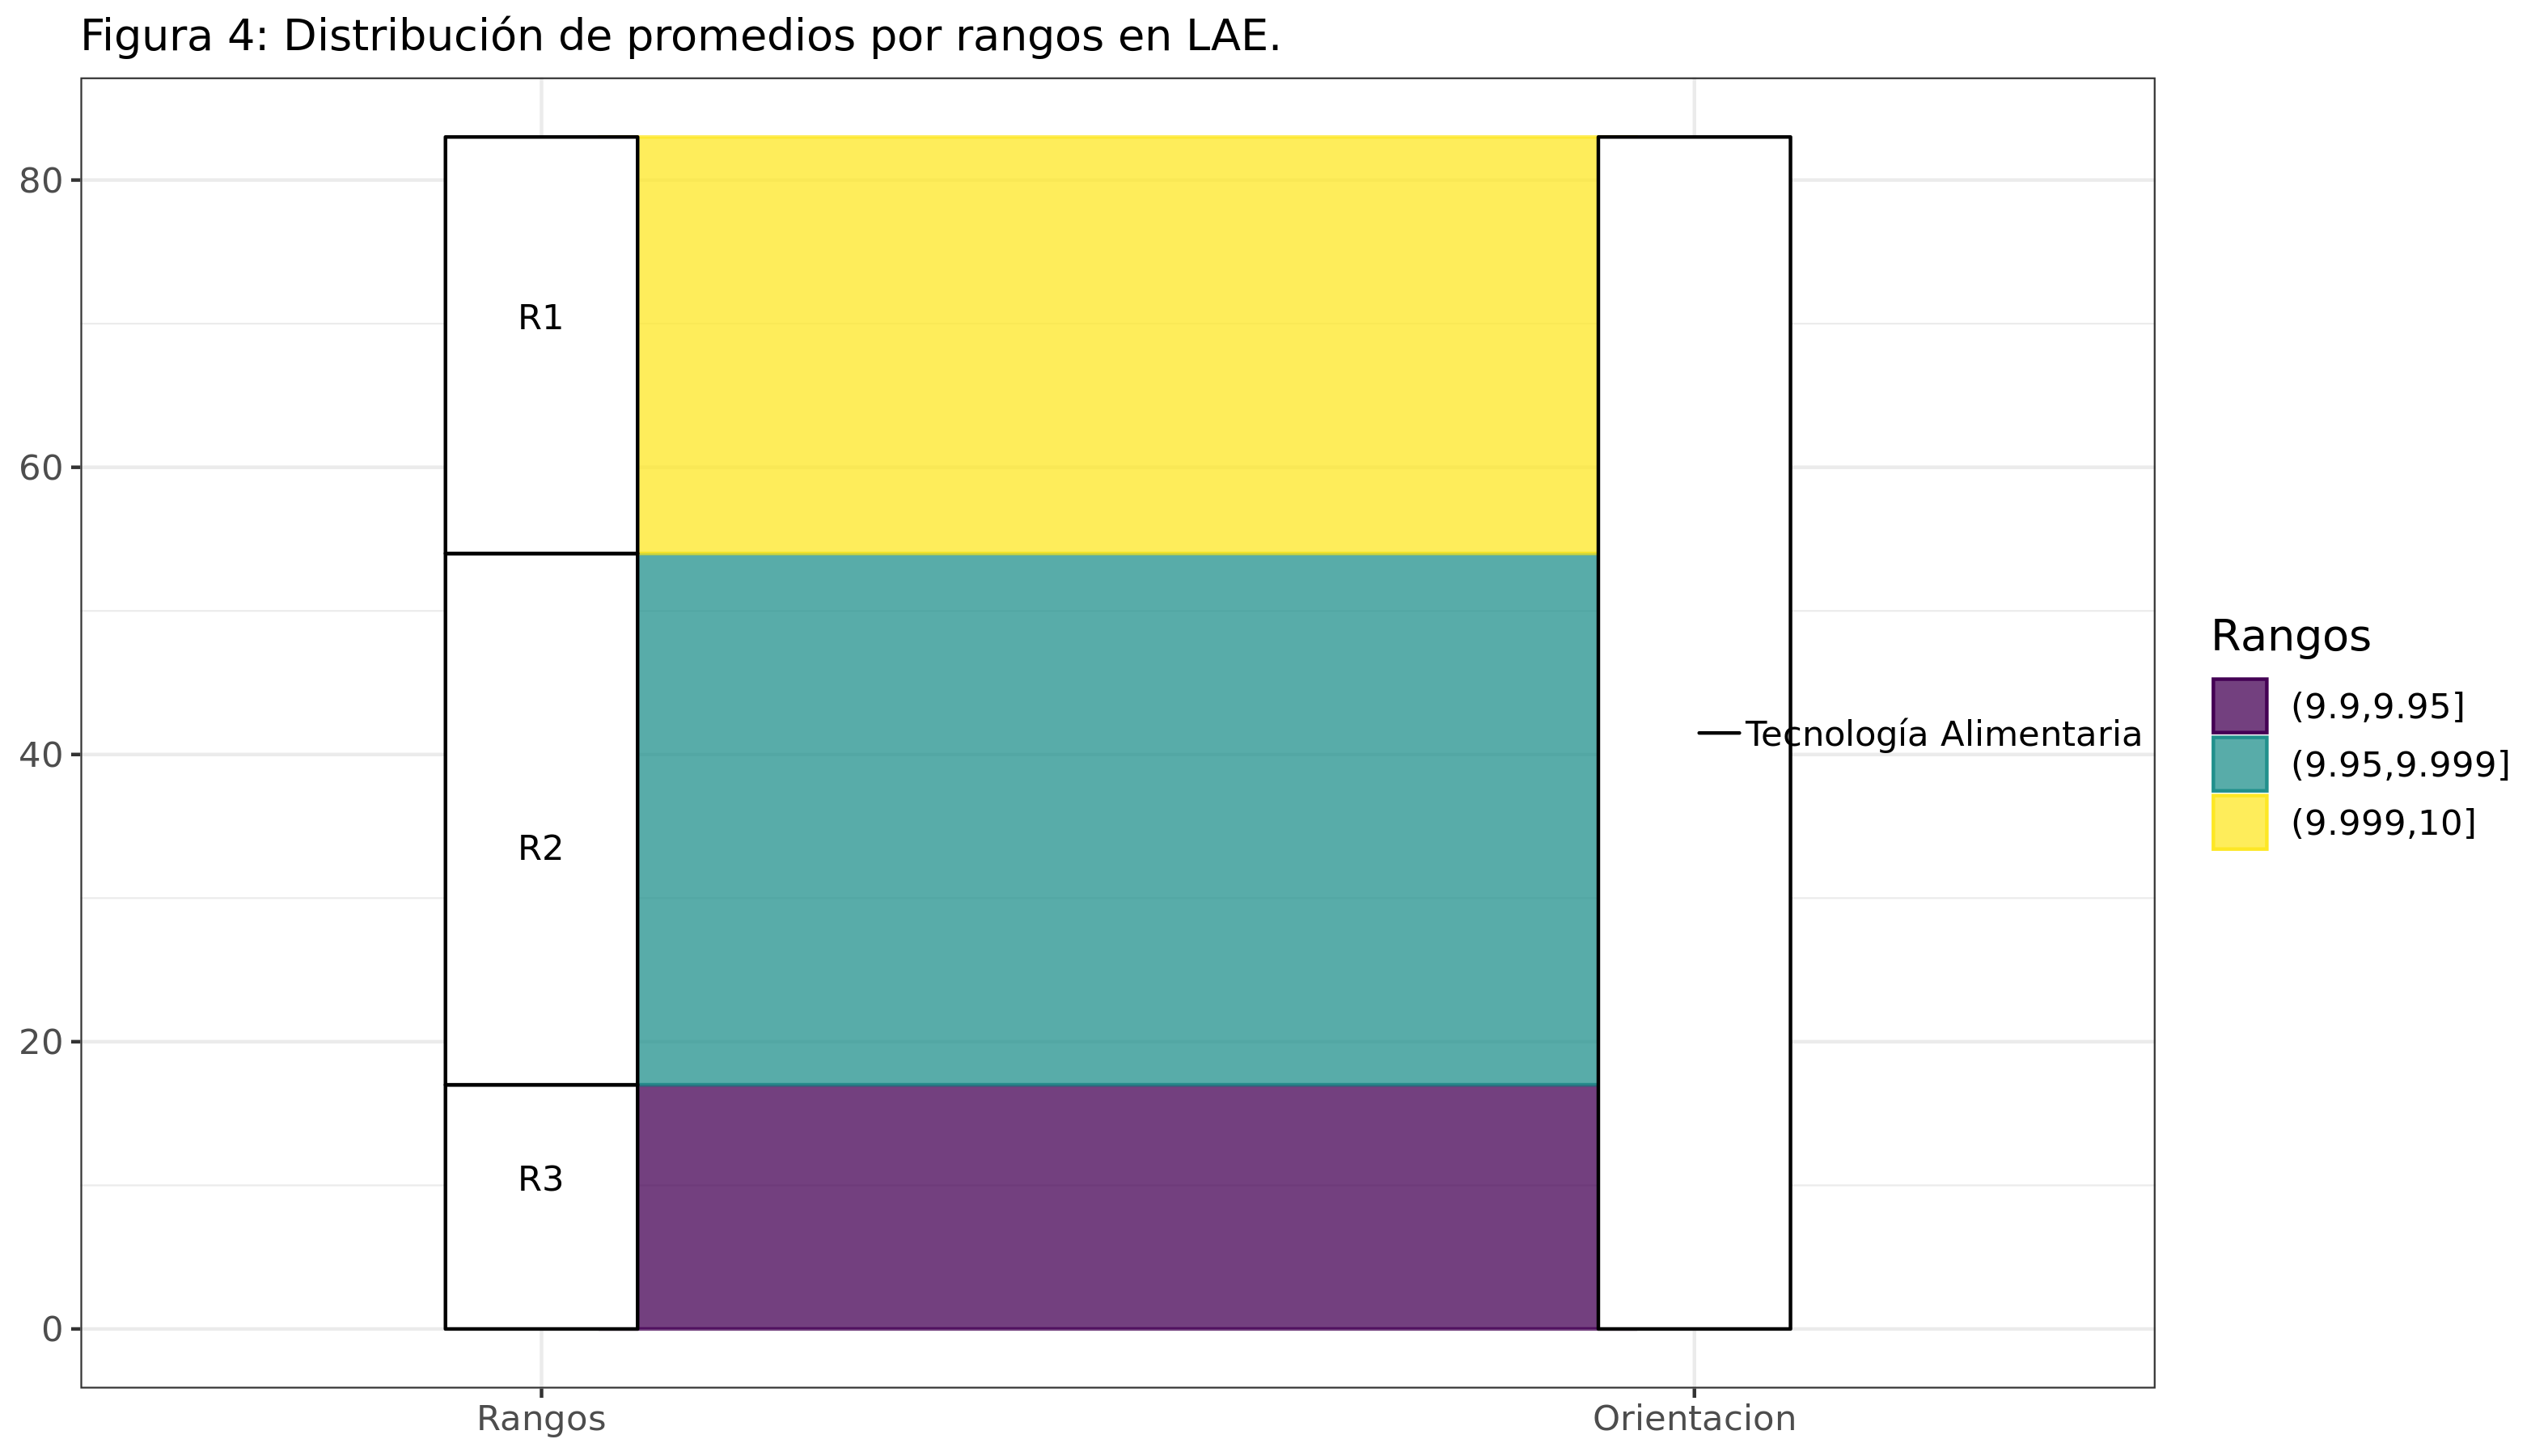 Figura 4: Distribución de promedios por rangos en LAE.
80
60
40
20
0
R1
R2
R3
Tecnología Alimentaria
Rangos
Orientacion
Rangos
(9.9,9.95]
(9.95,9.999]
(9.999,10]